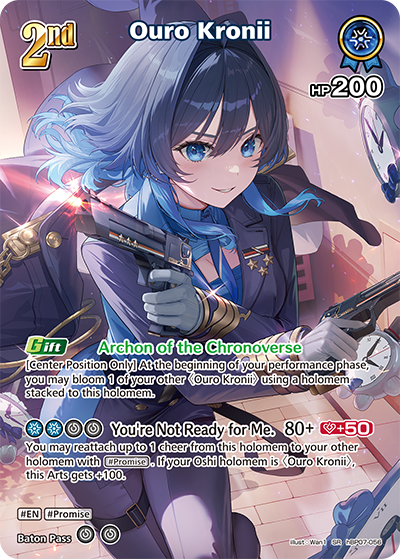 2nd
Ouro Kronii
HP200
Gift Archon of the Chronoverse
[Center Position Only] At the beginning of your performance phase,
you may bloom 1 of your other 〈Ouro Kronii〉 using a holomem
stacked to this holomem.
You're Not Ready for Me. 80+ +50
You may reattach up to 1 cheer from this holomem to your other
holomem with #Promise. If your Oshi holomem is 〈Ouro Kronii〉,
this Arts gets +100.
#EN #Promise
Baton Pass
Illust: Wan1 SR hBP07-056